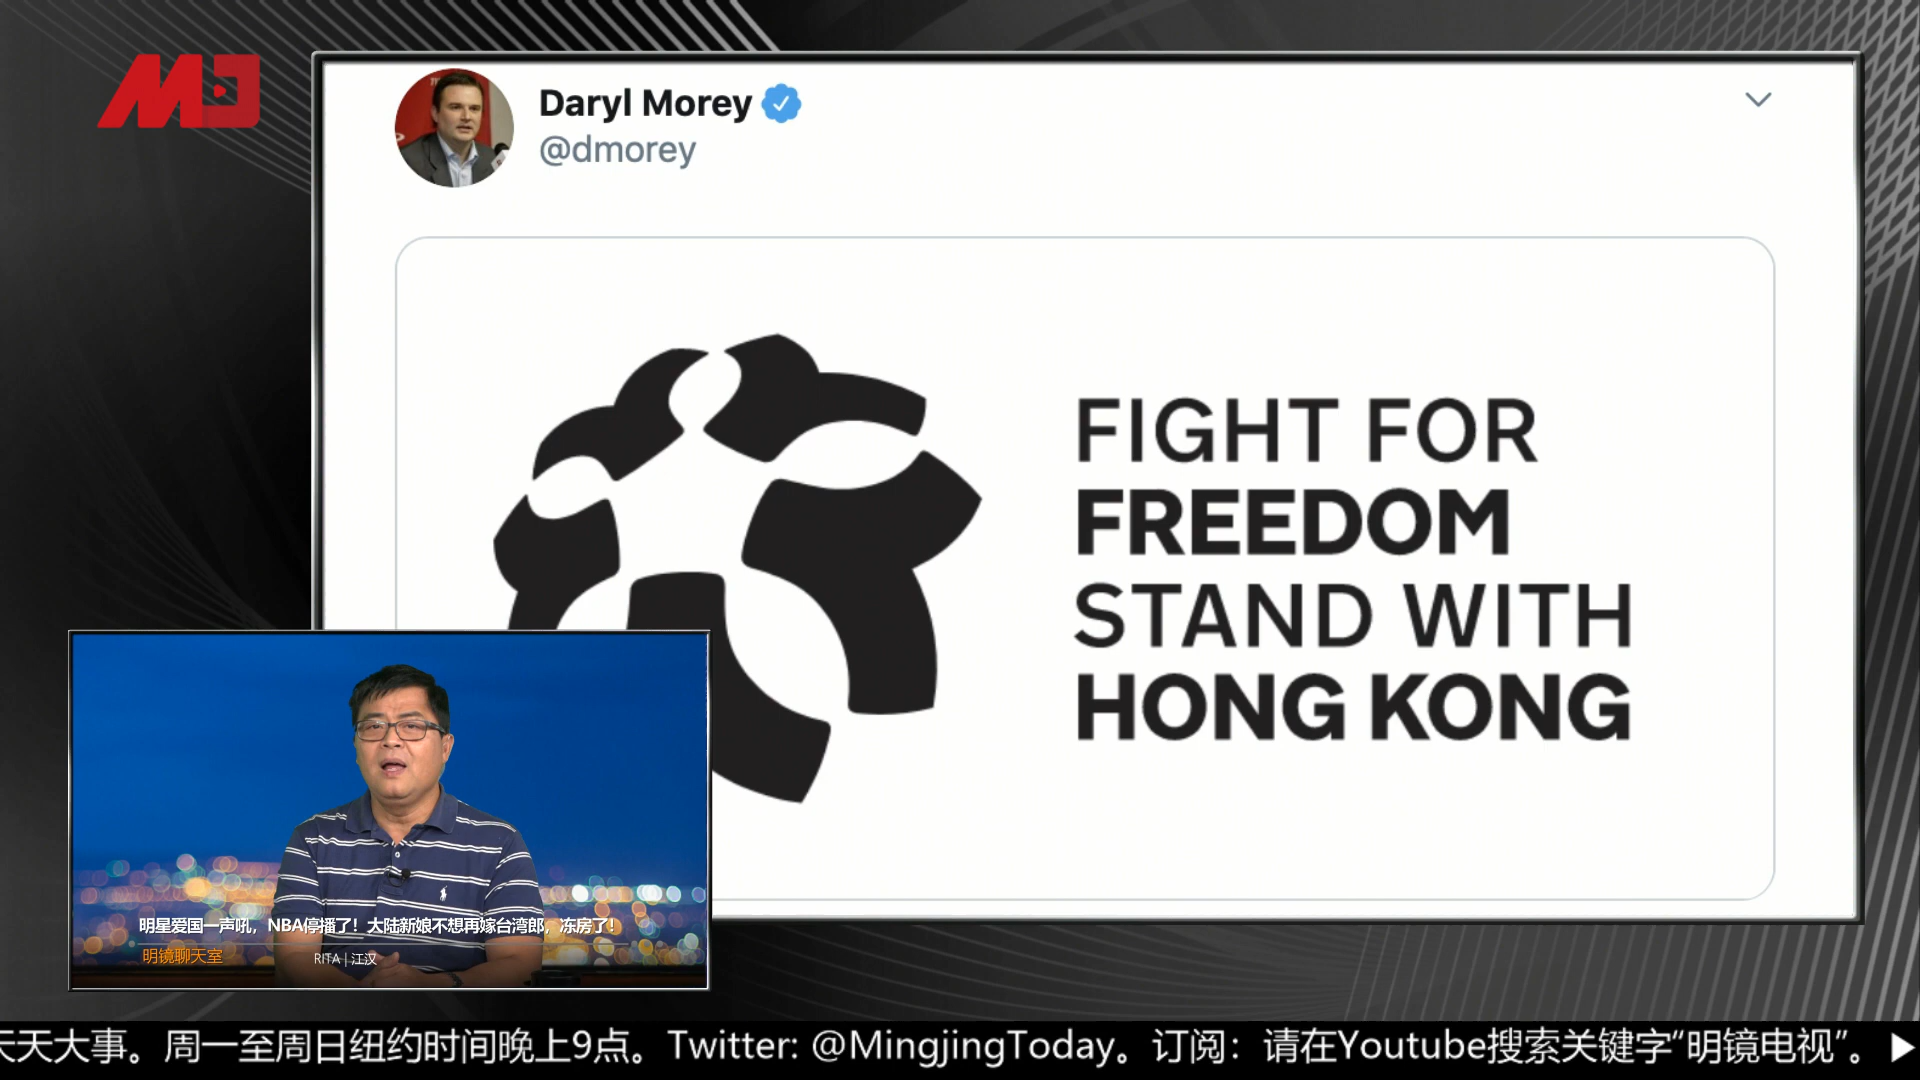 MJ
Daryl Morey
@dmorey
FIGHT FOR
FREEDOM
STAND WITH
HONG KONG
明星爱国一声吼，NBA停播了！大陆新娘不想再嫁台湾郎，冻房了！
明镜聊天室
RITA | 江汉
天天大事。周一至周日纽约时间晚上9点。Twitter: @MingjingToday。订阅：请在Youtube搜索关键字“明镜电视”。